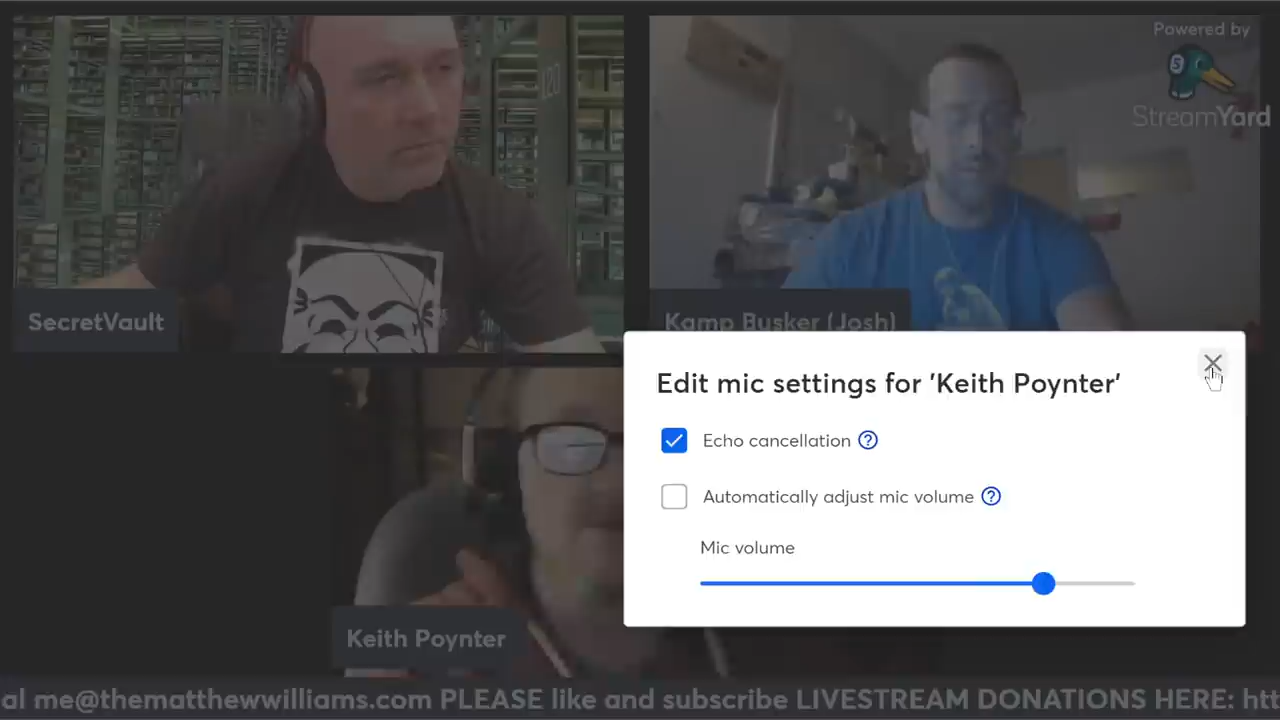 Powered by
StreamYard
SecretVault
Kamp Busker (Josh)
Edit mic settings for 'Keith Poynter'
Echo cancellation
Automatically adjust mic volume
Mic volume
Keith Poynter
al me@thematthewwilliams.com PLEASE like and subscribe LIVESTREAM DONATIONS HERE: htt